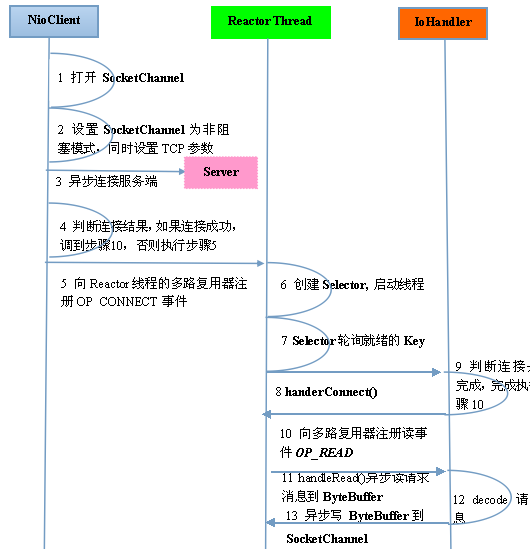 NioClient
Reactor Thread
IoHandler
1 打开 SocketChannel
2 设置 SocketChannel 为非阻
塞模式，同时设置 TCP 参数
Server
3 异步连接服务端
4 判断连接结果，如果连接成功，
调到步骤10，否则执行步骤5
5 向 Reactor 线程的多路复用器注
册 OP_CONNECT 事件
6 创建 Selector, 启动线程
7 Selector 轮询就绪的 Key
8 handerConnect()
9 判断连接
完成，完成执
骤 10
10 向多路复用器注册读事
件 OP_READ
11 handleRead()异步读请求
消息到 ByteBuffer
12 decode 请
息
13 异步写 ByteBuffer 到
SocketChannel